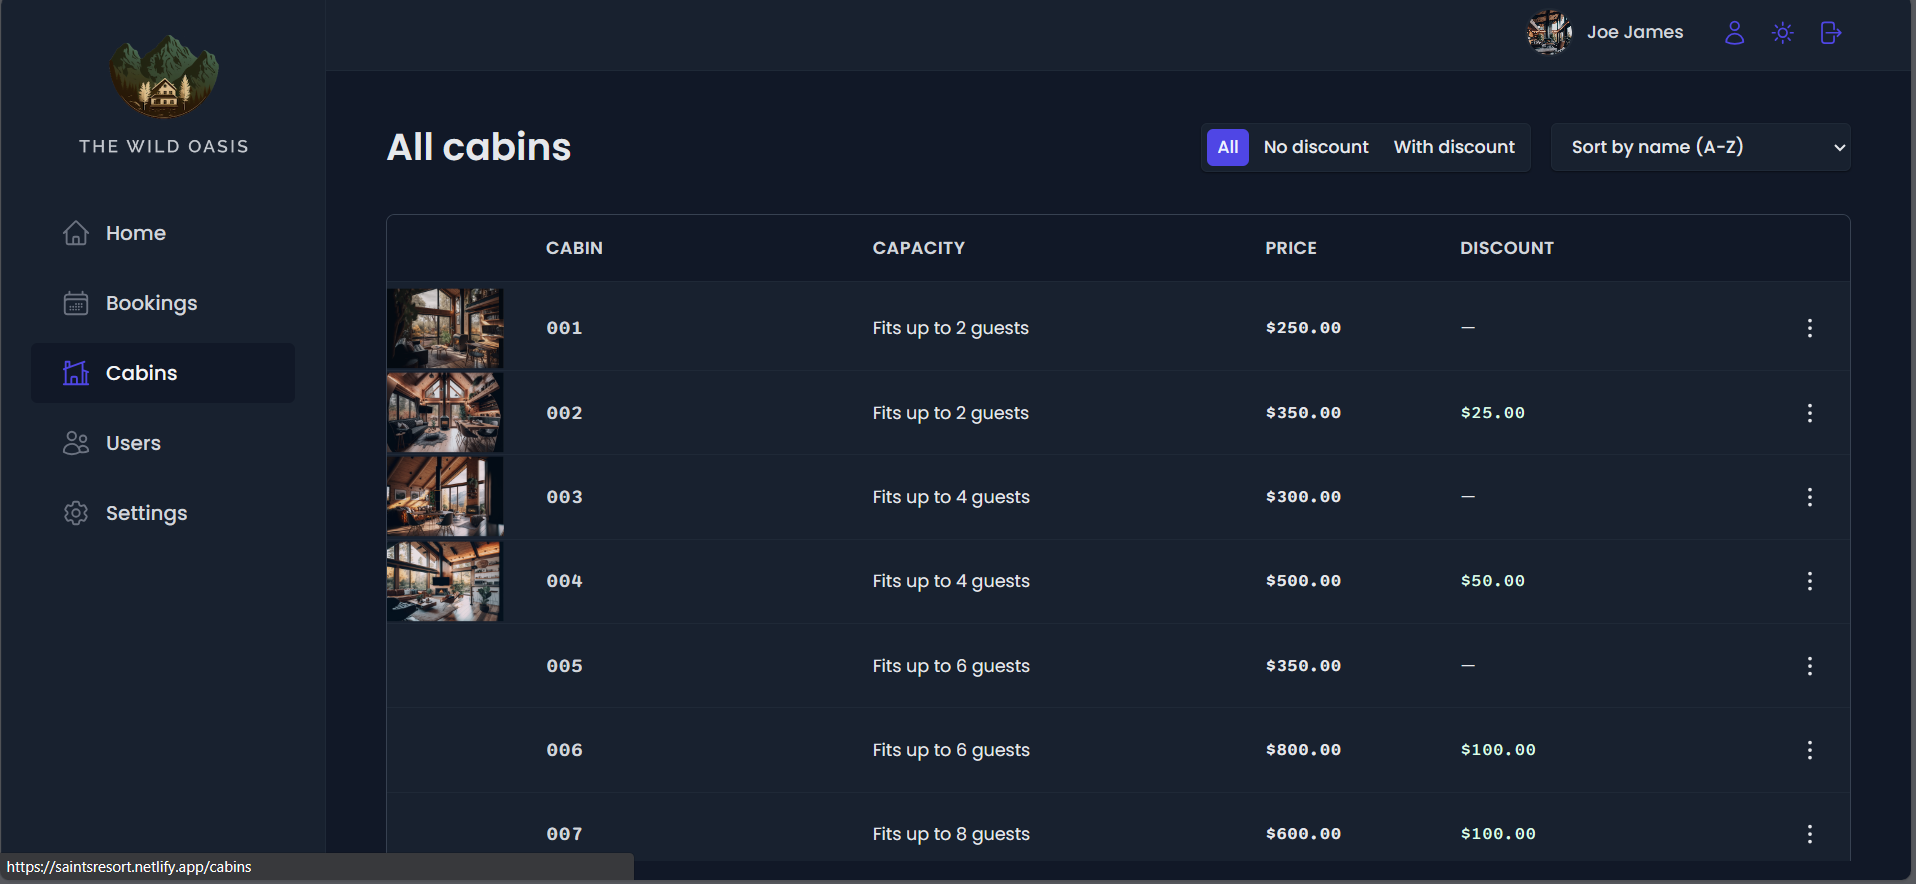 Joe James
THE WILD OASIS
Home
Bookings
Cabins
Users
Settings
All cabins
All No discount With discount
Sort by name (A-Z)
CABIN CAPACITY PRICE DISCOUNT
001 Fits up to 2 guests $250.00 —
002 Fits up to 2 guests $350.00 $25.00
003 Fits up to 4 guests $300.00 —
004 Fits up to 4 guests $500.00 $50.00
005 Fits up to 6 guests $350.00 —
006 Fits up to 6 guests $800.00 $100.00
007 Fits up to 8 guests $600.00 $100.00
https://saintsresort.netlify.app/cabins